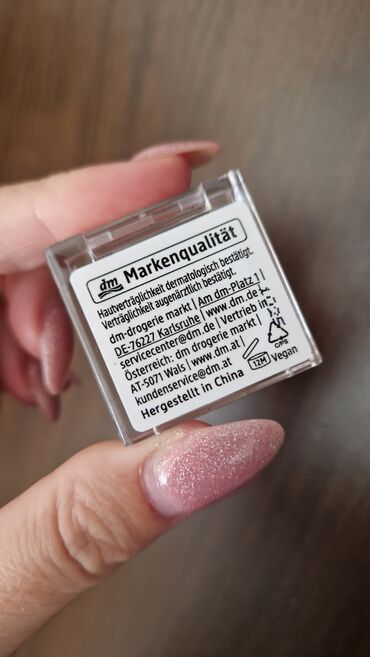 dm Markenqualität
Hautverträglichkeit dermatologisch bestätigt.
Verträglichkeit augenärztlich bestätigt.
dm-drogerie markt | Am dm-Platz 1 |
DE-76227 Karlsruhe | www.dm.de |
servicecenter@dm.de | Vertrieb in
Österreich: dm drogerie markt |
AT-5071 Wals | www.dm.at |
kundenservice@dm.at
Hergestellt in China
12M
Vegan